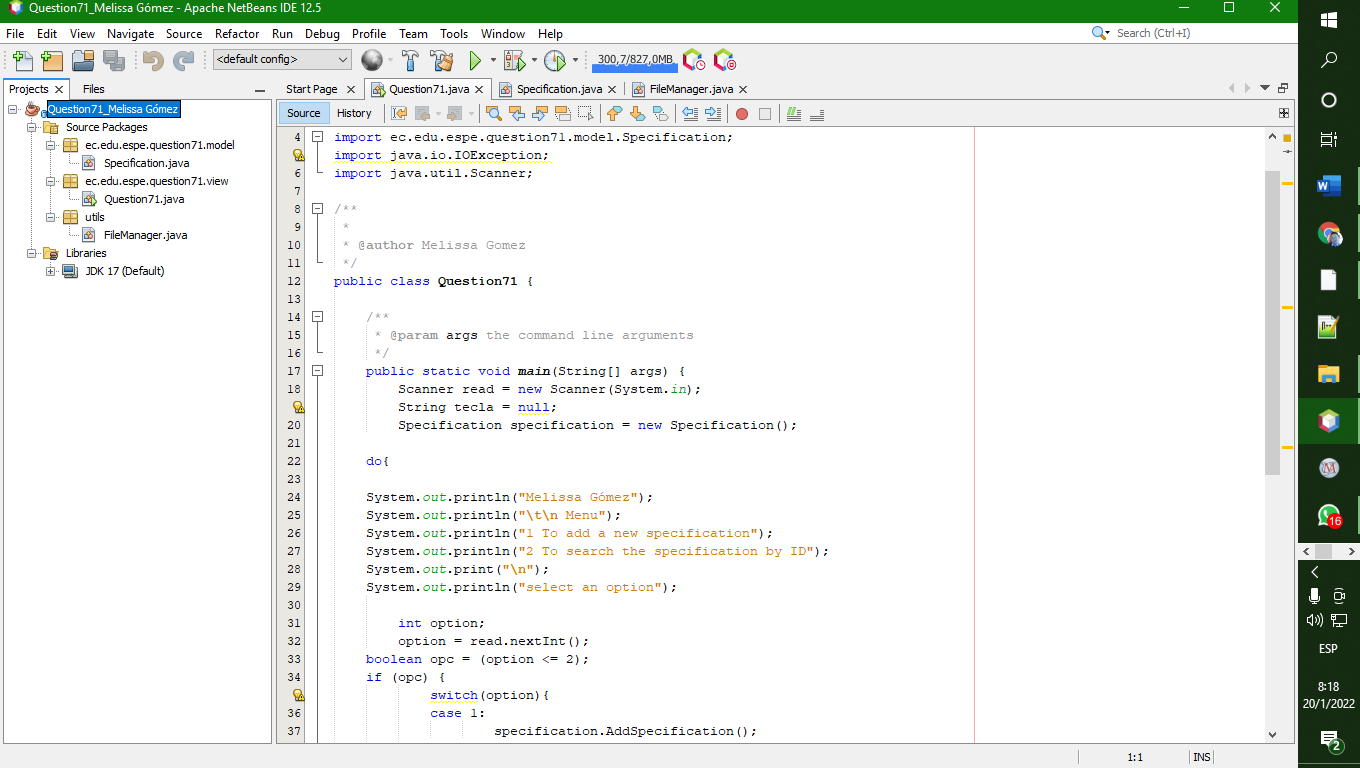 Question71_Melissa Gómez - Apache NetBeans IDE 12.5
File Edit View Navigate Source Refactor Run Debug Profile Team Tools Window Help
Search (Ctrl+I)
<default config>
300,7/827,0MB
Projects Files
Start Page Question71.java Specification.java FileManager.java
Source History
Question71_Melissa Gómez
Source Packages
ec.edu.espe.question71.model
Specification.java
ec.edu.espe.question71.view
Question71.java
utils
FileManager.java
Libraries
JDK 17 (Default)
4 import ec.edu.espe.question71.model.Specification;
import java.io.IOException;
6 import java.util.Scanner;
7
8 /**
9 *
10 * @author Melissa Gomez
11 */
12 public class Question71 {
13
14 /**
15 * @param args the command line arguments
16 */
17 public static void main(String[] args) {
18 Scanner read = new Scanner(System.in);
String tecla = null;
20 Specification specification = new Specification();
21
22 do{
23
24 System.out.println("Melissa Gómez");
25 System.out.println("\t\n Menu");
26 System.out.println("1 To add a new specification");
27 System.out.println("2 To search the specification by ID");
28 System.out.print("\n");
29 System.out.println("select an option");
30
31 int option;
32 option = read.nextInt();
33 boolean opc = (option <= 2);
34 if (opc) {
switch(option){
36 case 1:
37 specification.AddSpecification();
1:1 INS
16
ESP
8:18
20/1/2022
2